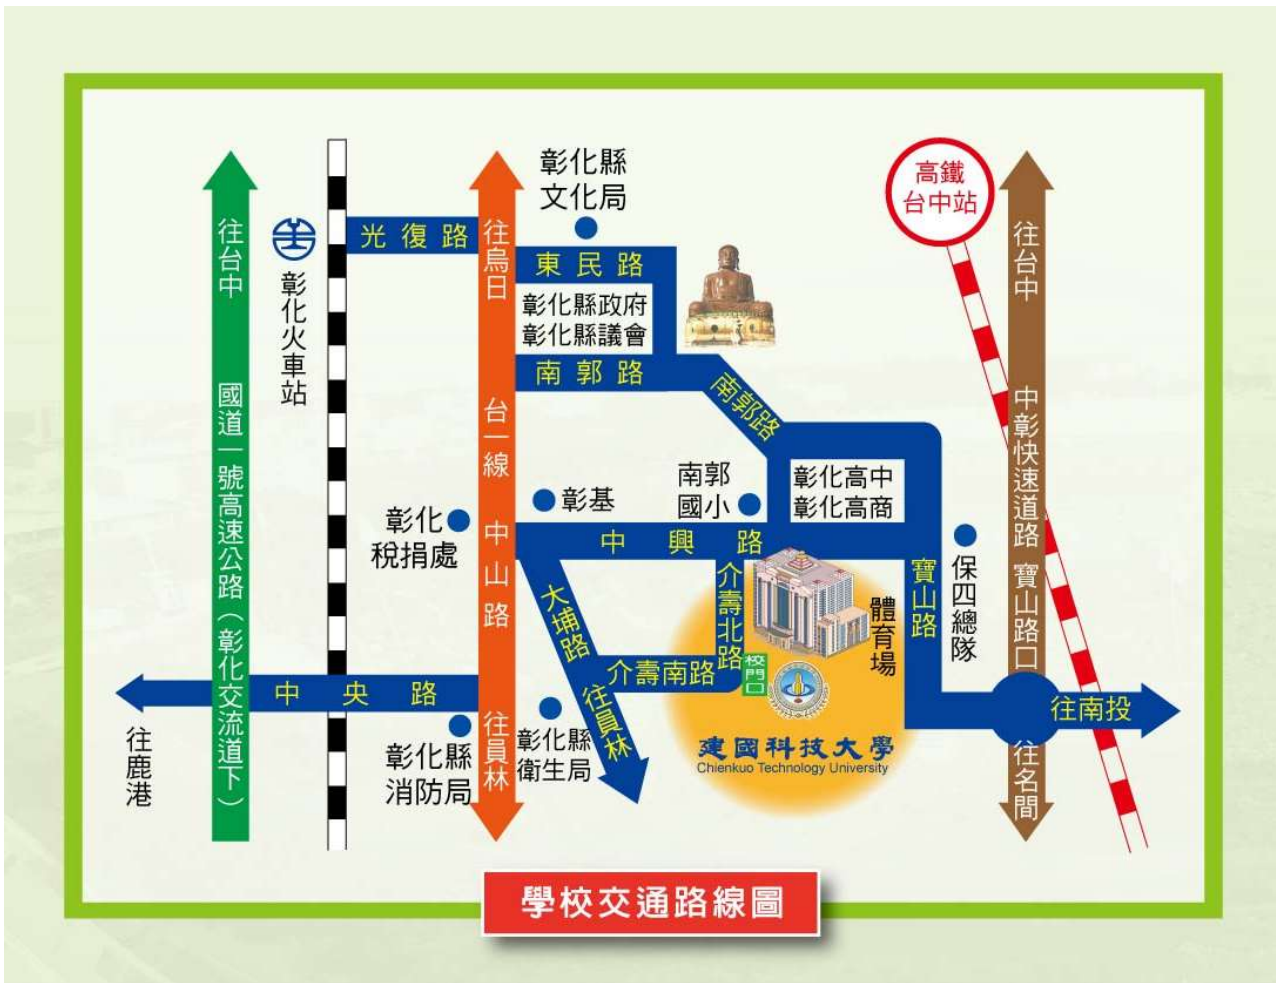 彰化縣
文化局
高鐵
台中站
往台中
光復路
往烏日
東民路
往台中
彰化火車站
彰化縣政府
彰化縣議會
南郭路
南郭路
國道一號高速公路(彰化交流道下)
台一線 中山路
中彰快速道路 寶山路口
彰化
稅捐處
彰基
南郭
國小
彰化高中
彰化高商
中興路
大埔路
介壽北路
體育場
寶山路
保四總隊
介壽南路
校門口
中央路
往鹿港
彰化縣
消防局
往員林
彰化縣
衛生局
往員林
建國科技大學
Chienkuo Technology University
往南投
往名間
學校交通路線圖